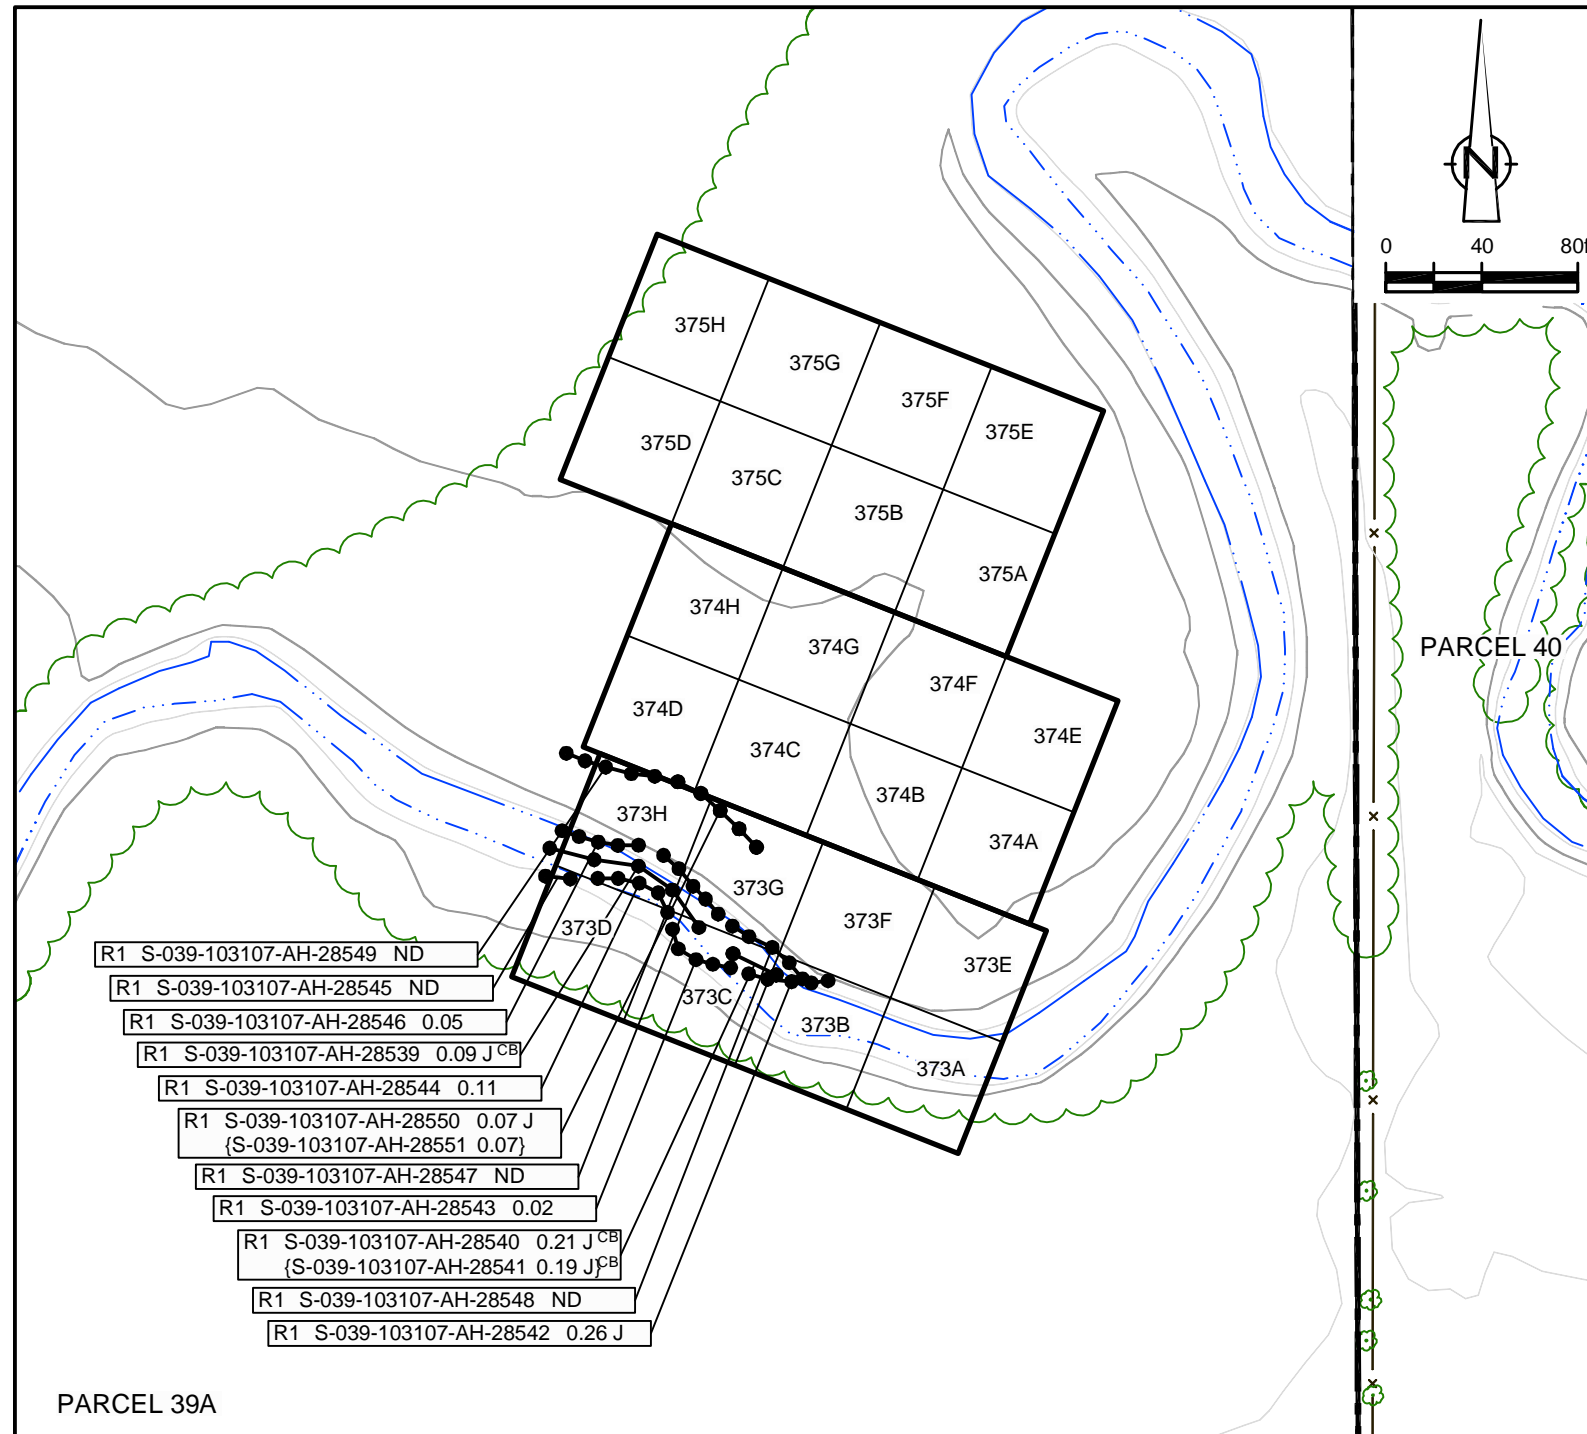 N
0 40 80f
375H
375G
375F
375E
375D
375C
375B
375A
374H
374G
374F
374E
374D
374C
374B
374A
373H
373G
373F
373E
373D
373C
373B
373A
PARCEL 40
R1 S-039-103107-AH-28549 ND
R1 S-039-103107-AH-28545 ND
R1 S-039-103107-AH-28546 0.05
R1 S-039-103107-AH-28539 0.09 J CB
R1 S-039-103107-AH-28544 0.11
R1 S-039-103107-AH-28550 0.07 J
{S-039-103107-AH-28551 0.07}
R1 S-039-103107-AH-28547 ND
R1 S-039-103107-AH-28543 0.02
R1 S-039-103107-AH-28540 0.21 J CB
{S-039-103107-AH-28541 0.19 J}CB
R1 S-039-103107-AH-28548 ND
R1 S-039-103107-AH-28542 0.26 J
PARCEL 39A